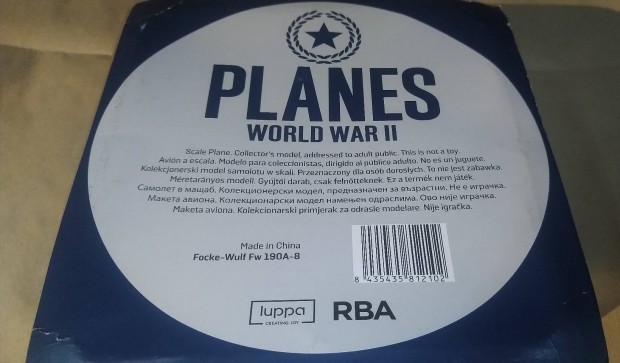 PLANES
WORLD WAR II
Scale Plane. Collector's model, addressed to adult public. This is not a toy.
Avión a escala. Modelo para coleccionistas, dirigido al público adulto. No es un juguete.
Kolekcjonerski model samolotu w skali. Przeznaczony dla osób dorosłych. To nie jest zabawka.
Méretarányos modell. Gyűjtői darab, csak felnőtteknek. Ez a termék nem játék.
Самолет в мащаб. Колекционерски модел, предназначен за възрастни. Не е играчка.
Макета авиона. Колекционарски модел намењен одраслима. Ово није играчка.
Maketa aviona. Kolekcionarski primjerak za odrasle modelare. Nije igračka.
Made in China
Focke-Wulf Fw 190A-8
8 435435 812102
luppa
CREATING JOY
RBA